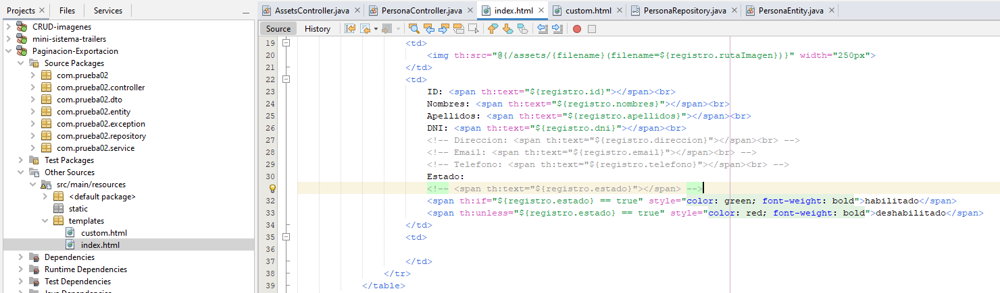 Projects Files Services
CRUD-imagenes
mini-sistema-trailers
Paginacion-Exportacion
Source Packages
com.prueba02
com.prueba02.controller
com.prueba02.dto
com.prueba02.entity
com.prueba02.exception
com.prueba02.repository
com.prueba02.service
Test Packages
Other Sources
src/main/resources
<default package>
static
templates
custom.html
index.html
Dependencies
Runtime Dependencies
Test Dependencies
Java Dependencies
AssetsController.java PersonaController.java index.html custom.html PersonaRepository.java PersonaEntity.java
Source History
19 <td>
20 <img th:src="@{/assets/{filename}(filename=${registro.rutaImagen})}" width="250px">
21 </td>
22 <td>
23 ID: <span th:text="${registro.id}"></span><br>
24 Nombres: <span th:text="${registro.nombres}"></span><br>
25 Apellidos: <span th:text="${registro.apellidos}"></span><br>
26 DNI: <span th:text="${registro.dni}"></span><br>
27 <!-- Direccion: <span th:text="${registro.direccion}"></span><br> -->
28 <!-- Email: <span th:text="${registro.email}"></span><br> -->
29 <!-- Telefono: <span th:text="${registro.telefono}"></span><br> -->
30 Estado:
<!-- <span th:text="${registro.estado}"></span> -->
32 <span th:if="${registro.estado} == true" style="color: green; font-weight: bold">habilitado</span>
33 <span th:unless="${registro.estado} == true" style="color: red; font-weight: bold">deshabilitado</span>
34 </td>
35 <td>
36
37 </td>
38 </tr>
39 </table>